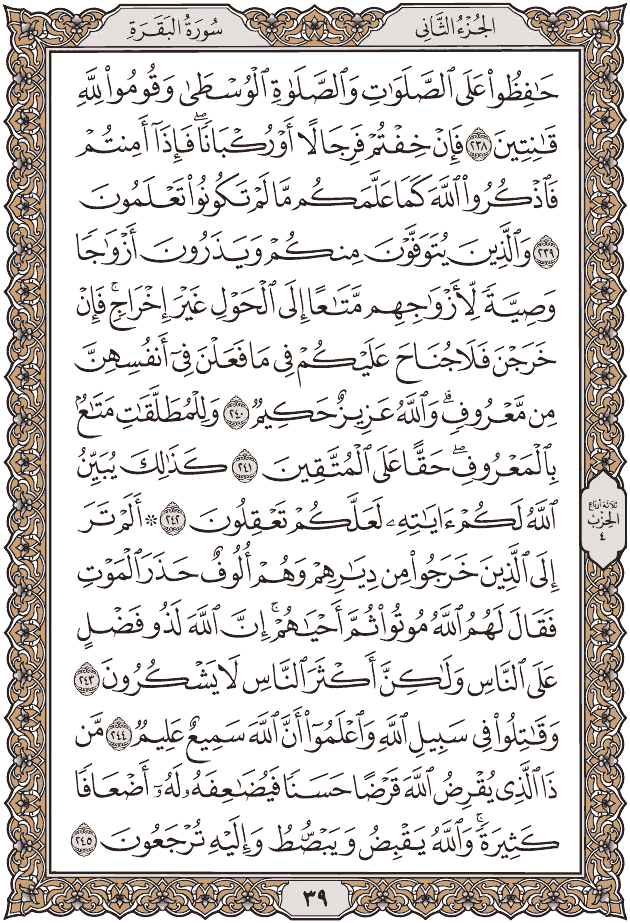 الجُزْءُ الثَّانِي
سُورَةُ البَقَرَةِ
حَٰفِظُواْ عَلَى ٱلصَّلَوَٰتِ وَٱلصَّلَوٰةِ ٱلۡوُسۡطَىٰ وَقُومُواْ لِلَّهِ
قَٰنِتِينَ ٢٣٨ فَإِنۡ خِفۡتُمۡ فَرِجَالًا أَوۡ رُكۡبَانٗاۖ فَإِذَآ أَمِنتُمۡ
فَٱذۡكُرُواْ ٱللَّهَ كَمَا عَلَّمَكُم مَّا لَمۡ تَكُونُواْ تَعۡلَمُونَ
٢٣٩ وَٱلَّذِينَ يُتَوَفَّوۡنَ مِنكُمۡ وَيَذَرُونَ أَزۡوَٰجٗا
وَصِيَّةٗ لِّأَزۡوَٰجِهِم مَّتَٰعًا إِلَى ٱلۡحَوۡلِ غَيۡرَ إِخۡرَاجٖۚ فَإِنۡ
خَرَجۡنَ فَلَا جُنَاحَ عَلَيۡكُمۡ فِي مَا فَعَلۡنَ فِيٓ أَنفُسِهِنَّ
مِن مَّعۡرُوفٖۗ وَٱللَّهُ عَزِيزٌ حَكِيمٞ ٢٤٠ وَلِلۡمُطَلَّقَٰتِ مَتَٰعُۢ
بِٱلۡمَعۡرُوفِۖ حَقًّا عَلَى ٱلۡمُتَّقِينَ ٢٤١ كَذَٰلِكَ يُبَيِّنُ
ٱللَّهُ لَكُمۡ ءَايَٰتِهِۦ لَعَلَّكُمۡ تَعۡقِلُونَ ٢٤٢ ۞ أَلَمۡ تَرَ
إِلَى ٱلَّذِينَ خَرَجُواْ مِن دِيَٰرِهِمۡ وَهُمۡ أُلُوفٌ حَذَرَ ٱلۡمَوۡتِ
فَقَالَ لَهُمُ ٱللَّهُ مُوتُواْ ثُمَّ أَحۡيَٰهُمۡۚ إِنَّ ٱللَّهَ لَذُو فَضۡلٍ
عَلَى ٱلنَّاسِ وَلَٰكِنَّ أَكۡثَرَ ٱلنَّاسِ لَا يَشۡكُرُونَ ٢٤٣
وَقَٰتِلُواْ فِي سَبِيلِ ٱللَّهِ وَٱعۡلَمُوٓاْ أَنَّ ٱللَّهَ سَمِيعٌ عَلِيمٞ ٢٤٤ مَّن
ذَا ٱلَّذِي يُقۡرِضُ ٱللَّهَ قَرۡضًا حَسَنٗا فَيُضَٰعِفَهُۥ لَهُۥٓ أَضۡعَافٗا
كَثِيرَةٗۚ وَٱللَّهُ يَقۡبِضُ وَيَبۡصُۜطُ وَإِلَيۡهِ تُرۡجَعُونَ ٢٤٥
ثلاثة أرباع
الحِزْب
٤
٣٩